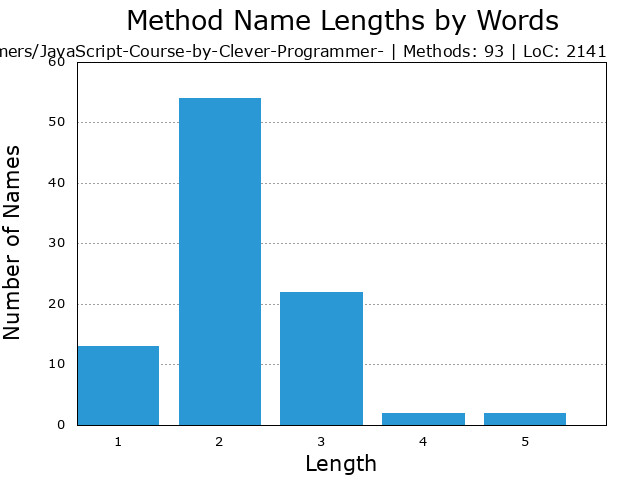 Method Name Lengths by Words
mers/JavaScript-Course-by-Clever-Programmer- | Methods: 93 | LoC: 2141
60
50
40
30
20
10
0
Number of Names
1 2 3 4 5
Length